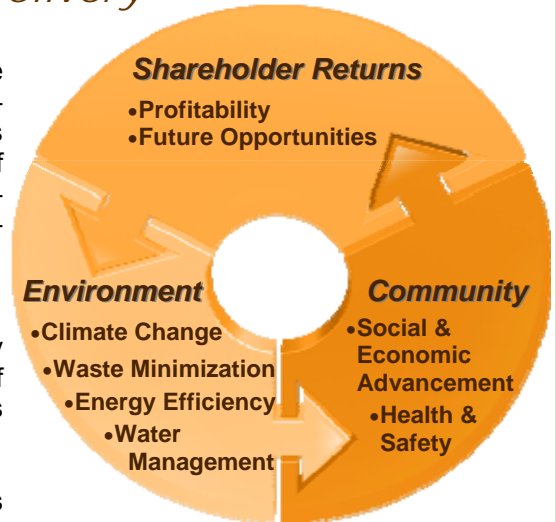 Shareholder Returns
•Profitability
•Future Opportunities
Environment
•Climate Change
•Waste Minimization
•Energy Efficiency
•Water
Management
Community
•Social &
Economic
Advancement
•Health &
Safety